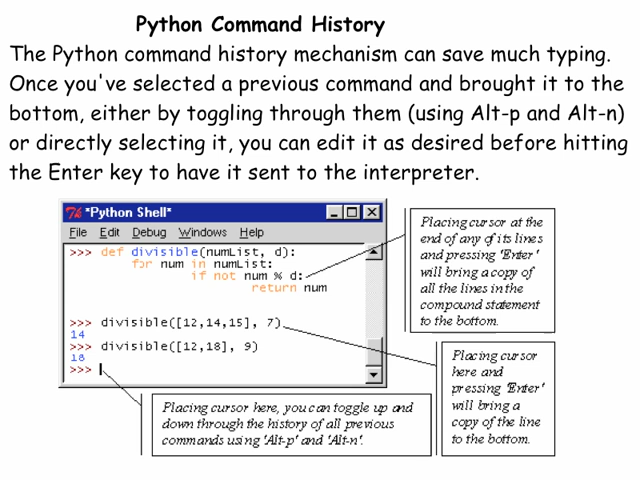 Python Command History
The Python command history mechanism can save much typing.
Once you've selected a previous command and brought it to the
bottom, either by toggling through them (using Alt-p and Alt-n)
or directly selecting it, you can edit it as desired before hitting
the Enter key to have it sent to the interpreter.
*Python Shell*
File Edit Debug Windows Help
>>> def divisible(numList, d):
for num in numList:
if not num % d:
return num
>>> divisible([12,14,15], 7)
14
>>> divisible([12,18], 9)
18
>>>
Placing cursor at the
end of any of its lines
and pressing 'Enter'
will bring a copy of
all the lines in the
compound statement
to the bottom.
Placing cursor
here and
pressing 'Enter'
will bring a
copy of the line
to the bottom.
Placing cursor here, you can toggle up and
down through the history of all previous
commands using 'Alt-p' and 'Alt-n'.